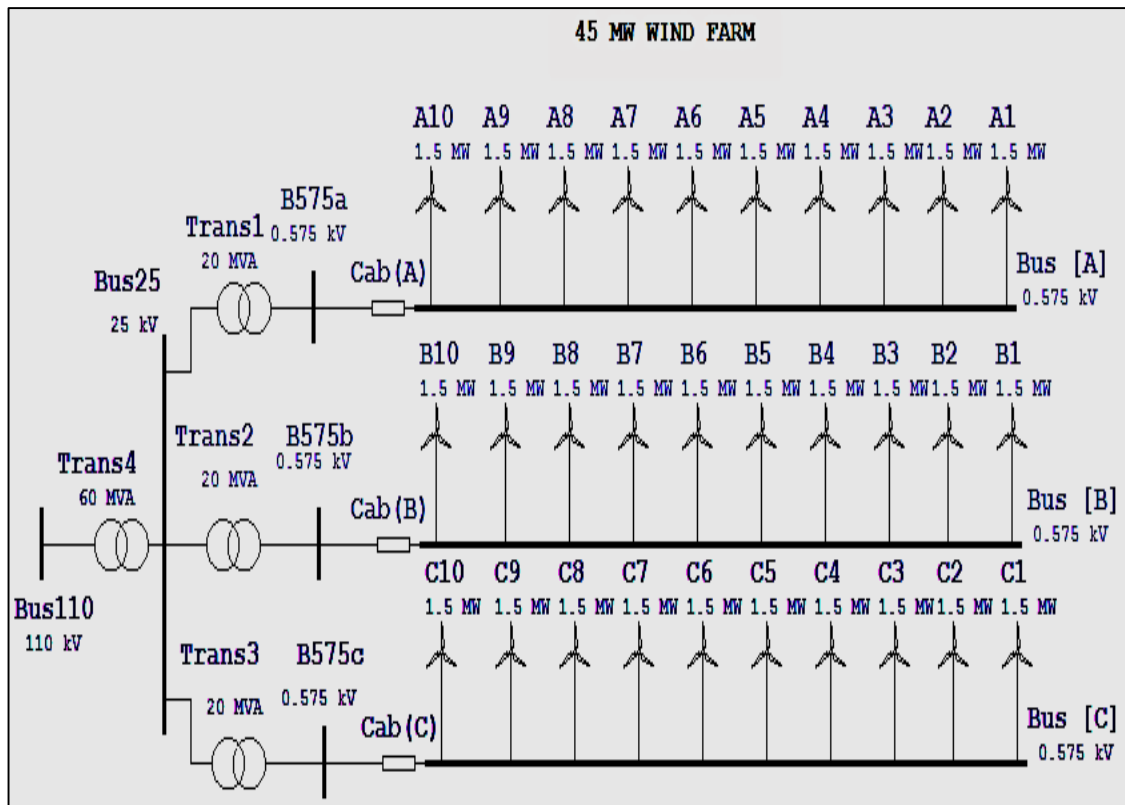 45 MW WIND FARM
A10 A9 A8 A7 A6 A5 A4 A3 A2 A1
1.5 MW 1.5 MW 1.5 MW 1.5 MW 1.5 MW 1.5 MW 1.5 MW 1.5 MW 1.5 MW 1.5 MW
B575a
0.575 kV
Trans1
20 MVA
Cab(A)
Bus [A]
0.575 kV
Bus25
25 kV
B10 B9 B8 B7 B6 B5 B4 B3 B2 B1
1.5 MW 1.5 MW 1.5 MW 1.5 MW 1.5 MW 1.5 MW 1.5 MW 1.5 MW 1.5 MW 1.5 MW
Trans2
20 MVA
B575b
0.575 kV
Cab(B)
Bus [B]
0.575 kV
Trans4
60 MVA
Bus110
110 kV
C10 C9 C8 C7 C6 C5 C4 C3 C2 C1
1.5 MW 1.5 MW 1.5 MW 1.5 MW 1.5 MW 1.5 MW 1.5 MW 1.5 MW 1.5 MW 1.5 MW
Trans3
20 MVA
B575c
0.575 kV
Cab(C)
Bus [C]
0.575 kV